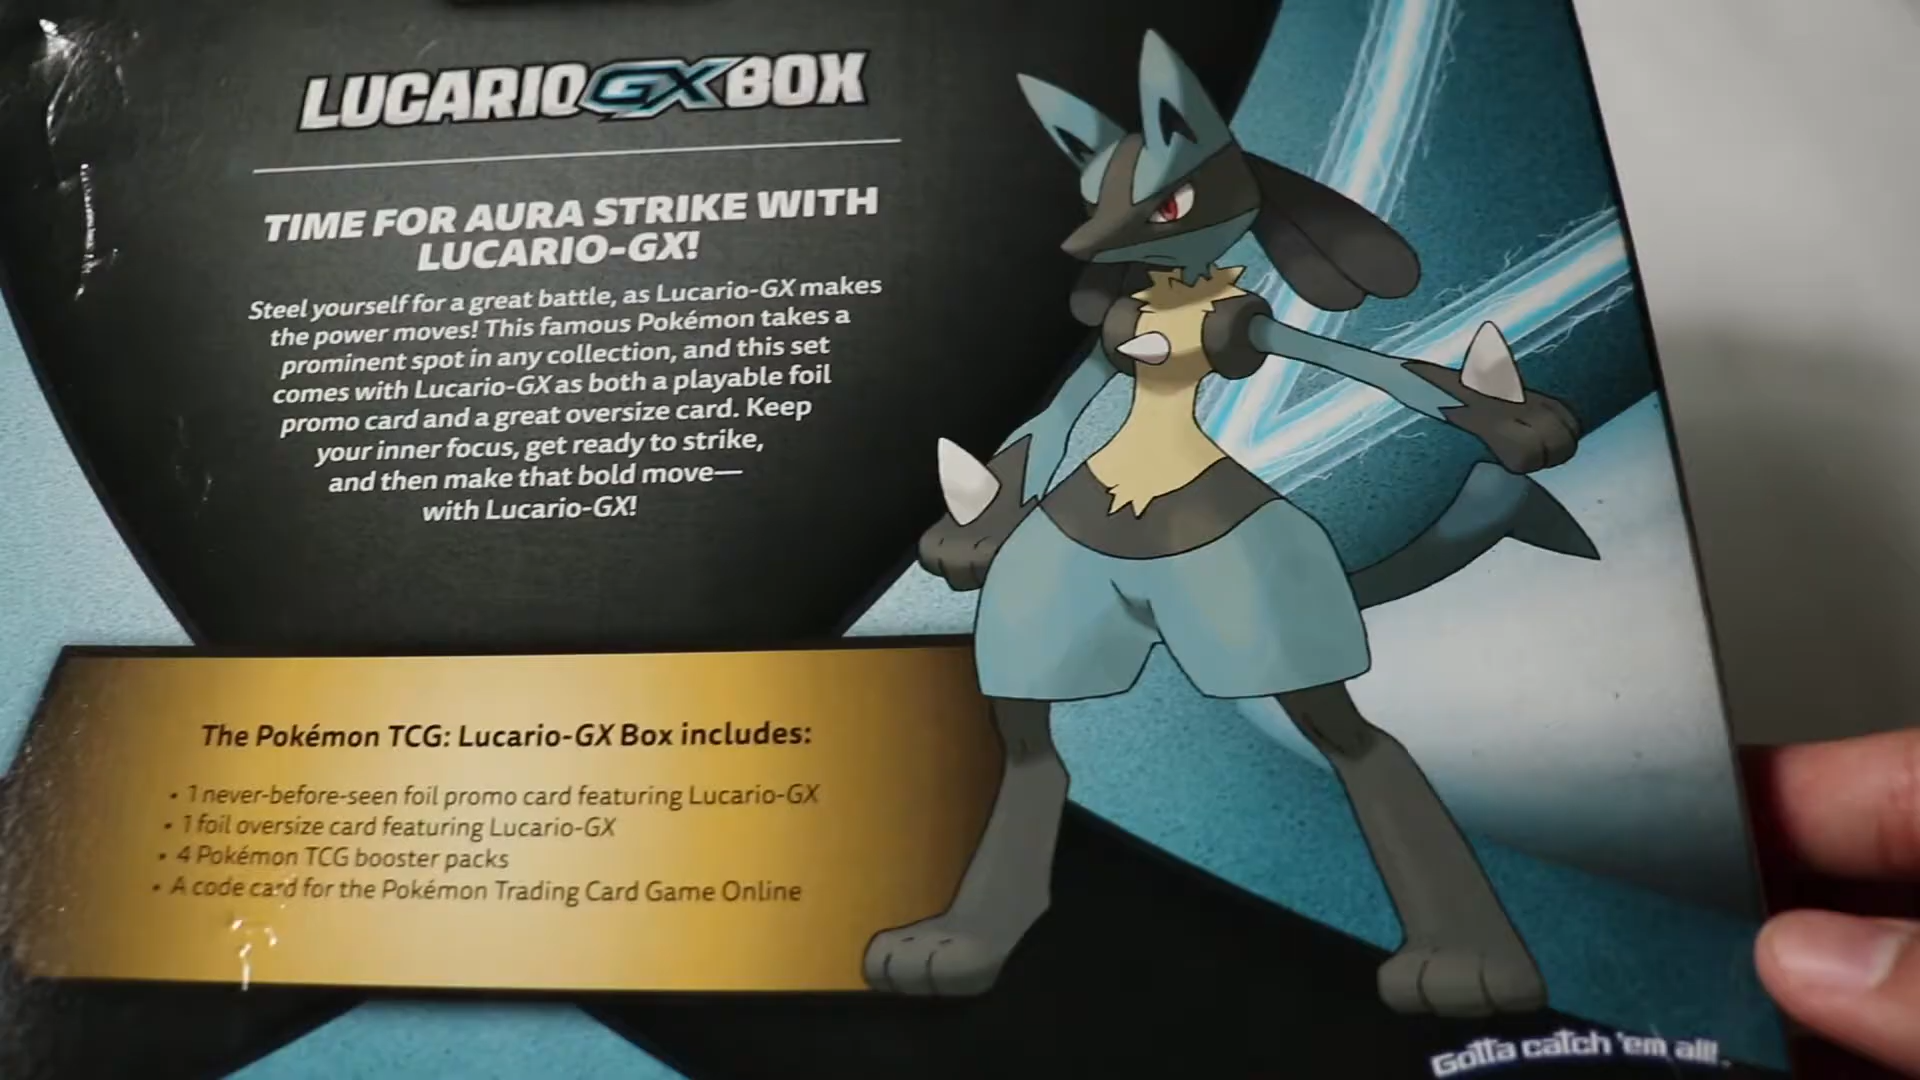 LUCARIO GX BOX
TIME FOR AURA STRIKE WITH
LUCARIO-GX!
Steel yourself for a great battle, as Lucario-GX makes
the power moves! This famous Pokémon takes a
prominent spot in any collection, and this set
comes with Lucario-GX as both a playable foil
promo card and a great oversize card. Keep
your inner focus, get ready to strike,
and then make that bold move—
with Lucario-GX!
The Pokémon TCG: Lucario-GX Box includes:
• 1 never-before-seen foil promo card featuring Lucario-GX
• 1 foil oversize card featuring Lucario-GX
• 4 Pokémon TCG booster packs
• A code card for the Pokémon Trading Card Game Online
Gotta catch 'em all!